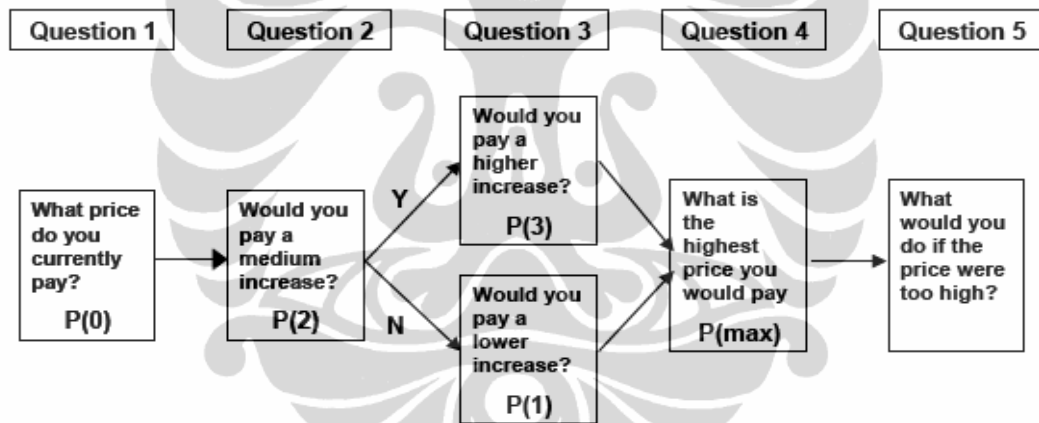 Question 1
Question 2
Question 3
Question 4
Question 5
What price
do you
currently
pay?
P(0)
Would you
pay a
medium
increase?
P(2)
Y
N
Would you
pay a
higher
increase?
P(3)
Would you
pay a
lower
increase?
P(1)
What is
the
highest
price you
would pay
P(max)
What
would you
do if the
price were
too high?